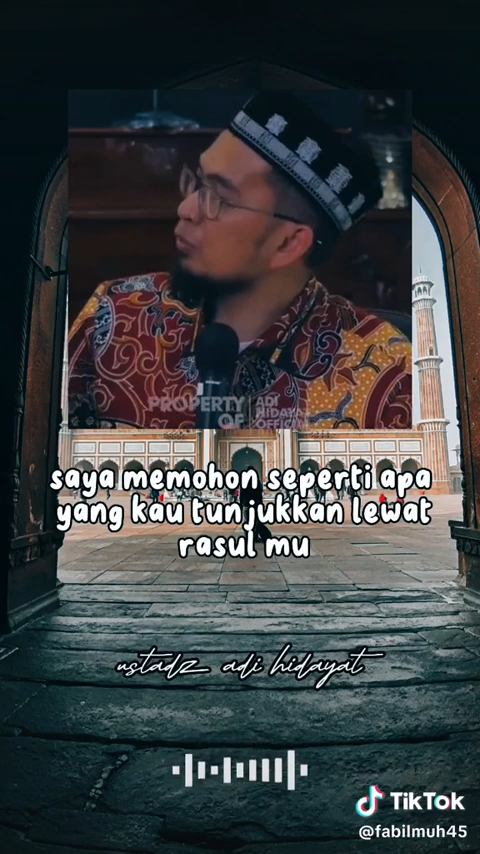 PROPERTY OF
ADI HIDAYAT OFFICIAL
saya memohon seperti apa
yang kau tunjukkan lewat
rasul mu
ustadz adi hidayat
TikTok
@fabilmuh45